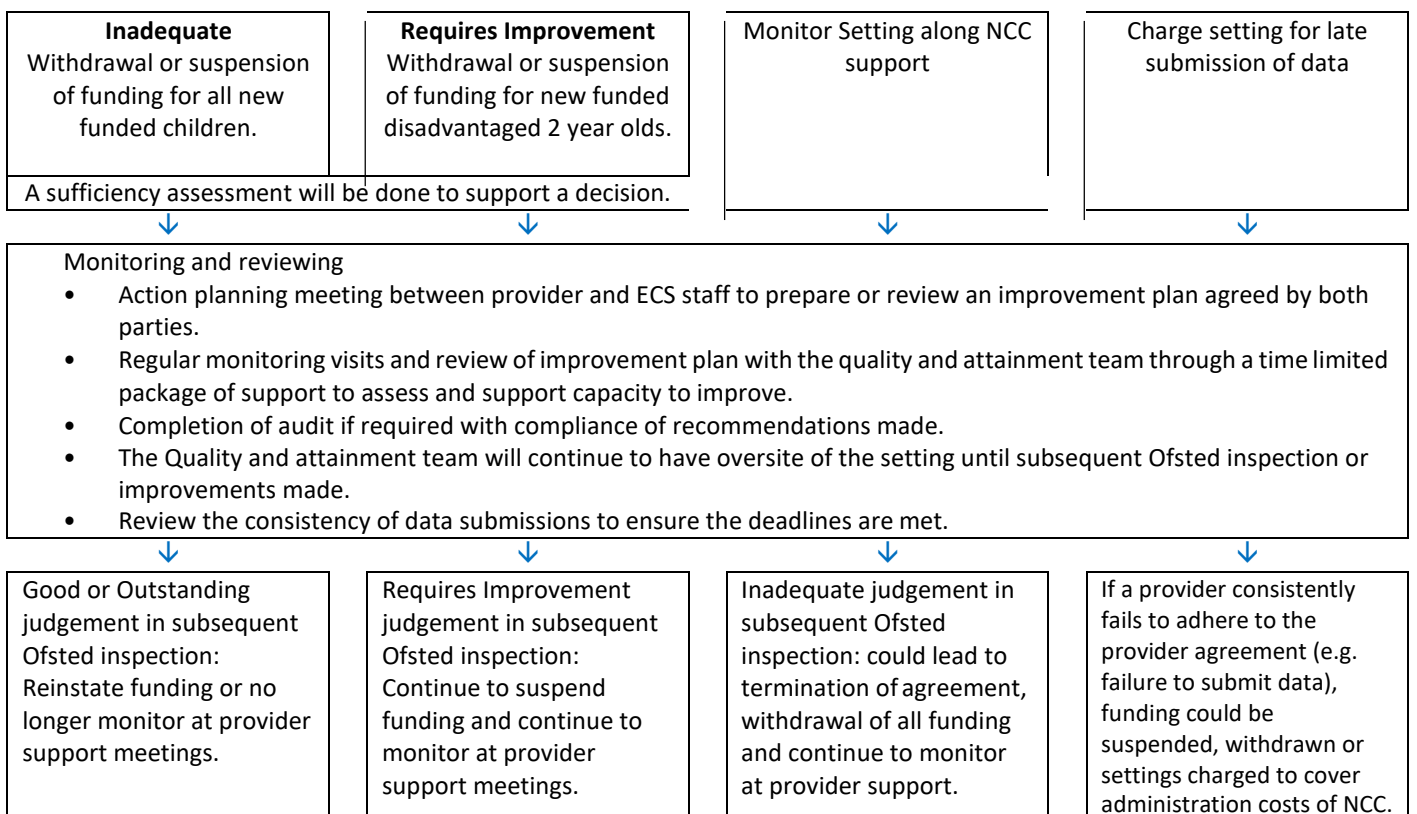 Inadequate
Withdrawal or suspension
of funding for all new
funded children.
Requires Improvement
Withdrawal or suspension
of funding for new funded
disadvantaged 2 year olds.
Monitor Setting along NCC
support
Charge setting for late
submission of data
A sufficiency assessment will be done to support a decision.
Monitoring and reviewing
• Action planning meeting between provider and ECS staff to prepare or review an improvement plan agreed by both
parties.
• Regular monitoring visits and review of improvement plan with the quality and attainment team through a time limited
package of support to assess and support capacity to improve.
• Completion of audit if required with compliance of recommendations made.
• The Quality and attainment team will continue to have oversite of the setting until subsequent Ofsted inspection or
improvements made.
• Review the consistency of data submissions to ensure the deadlines are met.
Good or Outstanding
judgement in subsequent
Ofsted inspection:
Reinstate funding or no
longer monitor at provider
support meetings.
Requires Improvement
judgement in subsequent
Ofsted inspection:
Continue to suspend
funding and continue to
monitor at provider
support meetings.
Inadequate judgement in
subsequent Ofsted
inspection: could lead to
termination of agreement,
withdrawal of all funding
and continue to monitor
at provider support.
If a provider consistently
fails to adhere to the
provider agreement (e.g.
failure to submit data),
funding could be
suspended, withdrawn or
settings charged to cover
administration costs of NCC.